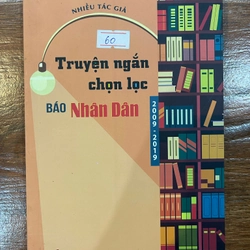 NHIỀU TÁC GIẢ
60
Truyện ngắn
chọn lọc
BÁO Nhân Dân
2009 - 2019